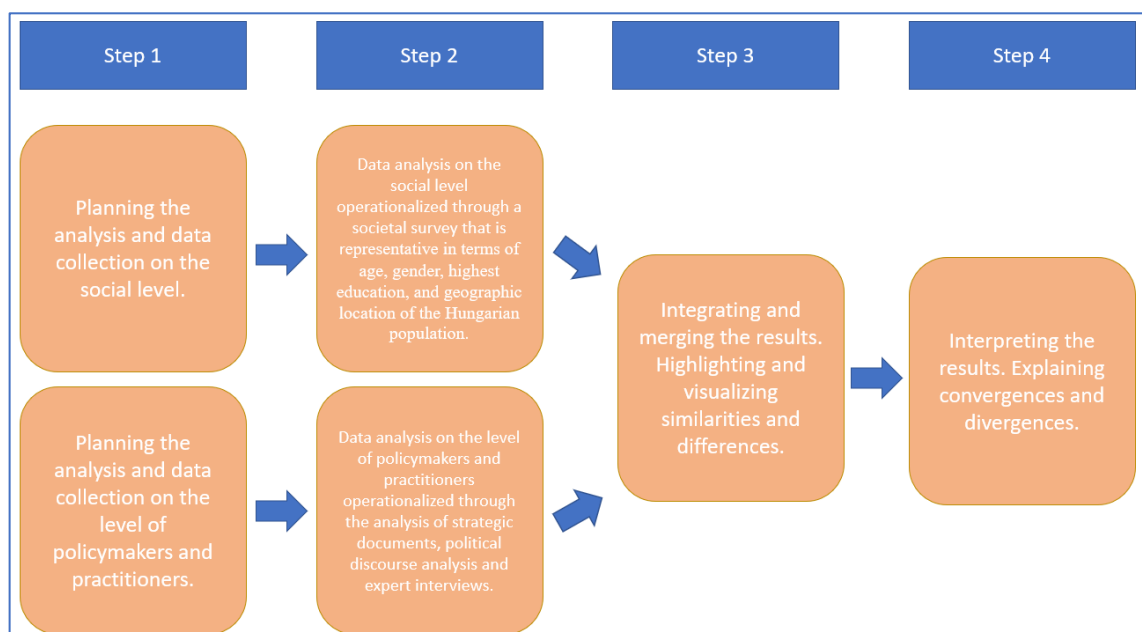 Step 1
Step 2
Step 3
Step 4
Planning the
analysis and data
collection on the
social level.
Data analysis on the
social level
operationalized through a
societal survey that is
representative in terms of
age, gender, highest
education, and geographic
location of the Hungarian
population.
Planning the
analysis and data
collection on the
level of
policymakers and
practitioners.
Data analysis on the level
of policymakers and
practitioners
operationalized through
the analysis of strategic
documents, political
discourse analysis and
expert interviews.
Integrating and
merging the results.
Highlighting and
visualizing
similarities and
differences.
Interpreting the
results. Explaining
convergences and
divergences.